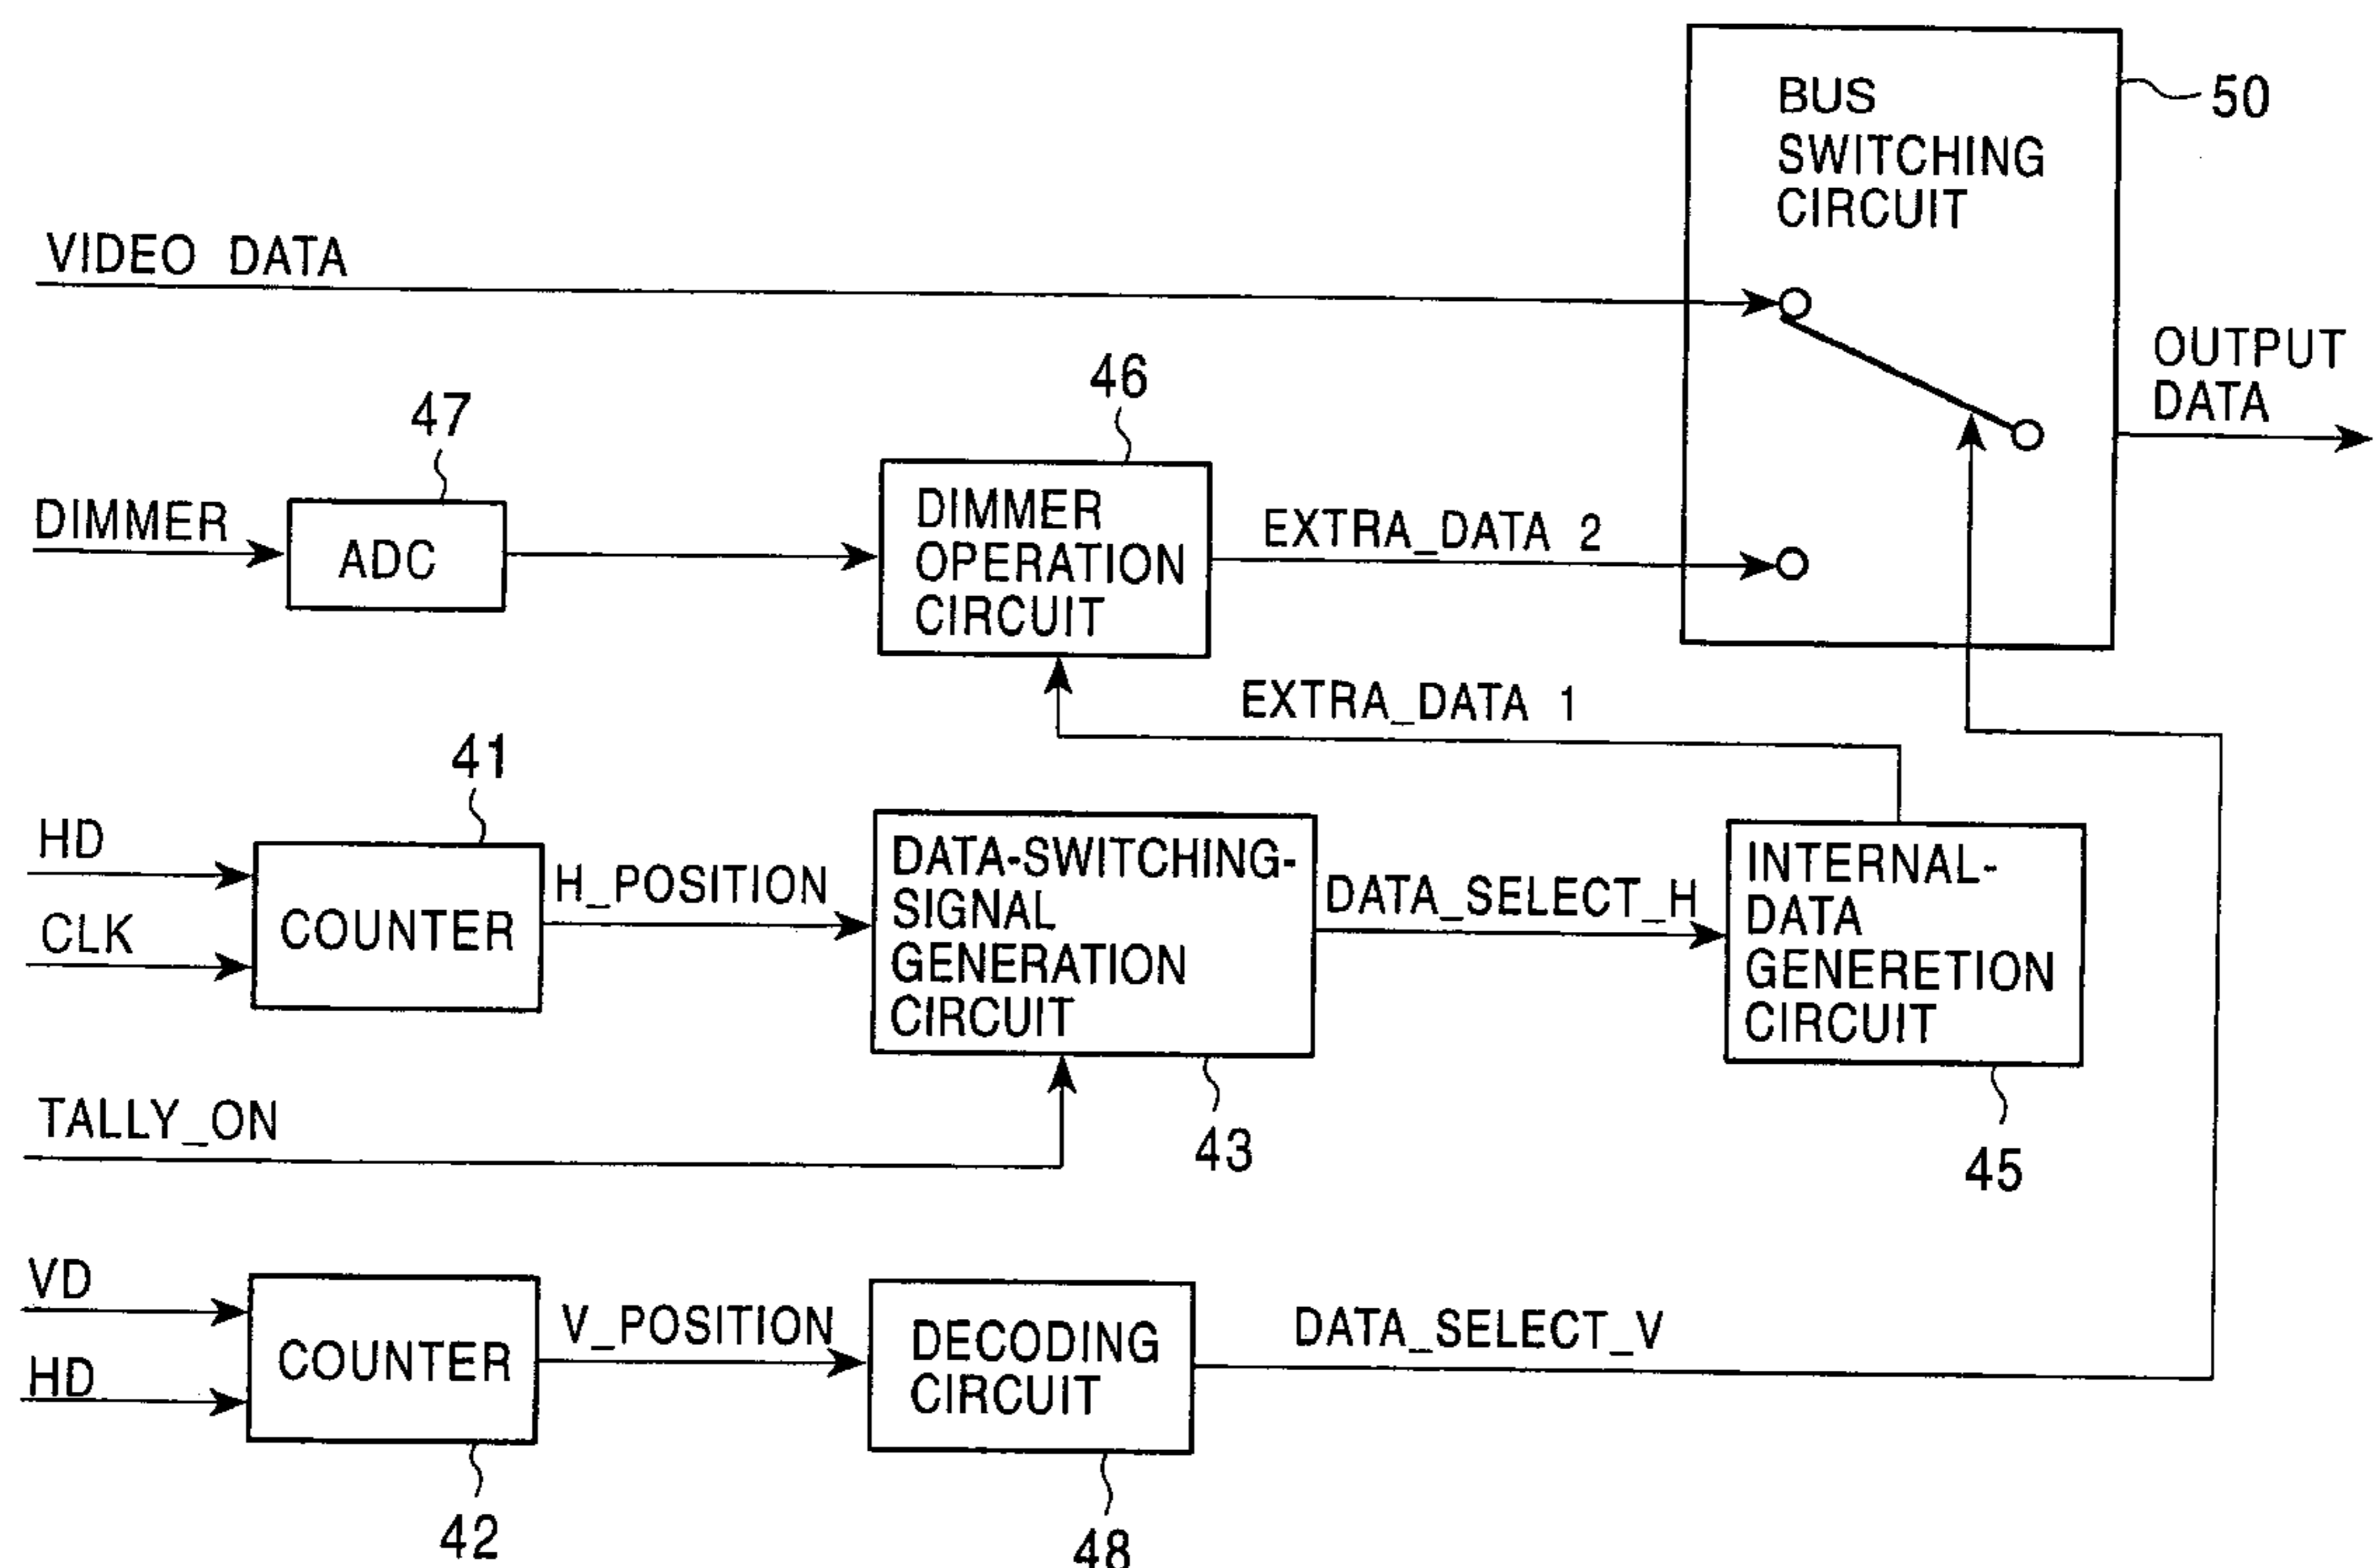 BUS
SWITCHING
CIRCUIT
50
VIDEO DATA
OUTPUT
DATA
46
47
DIMMER
ADC
DIMMER
OPERATION
CIRCUIT
EXTRA_DATA 2
EXTRA_DATA 1
41
HD
CLK
COUNTER
H_POSITION
DATA-SWITCHING-
SIGNAL
GENERATION
CIRCUIT
DATA_SELECT_H
INTERNAL-
DATA
GENERETION
CIRCUIT
TALLY_ON
43
45
VD
HD
COUNTER
V_POSITION
DECODING
CIRCUIT
DATA_SELECT_V
42
48